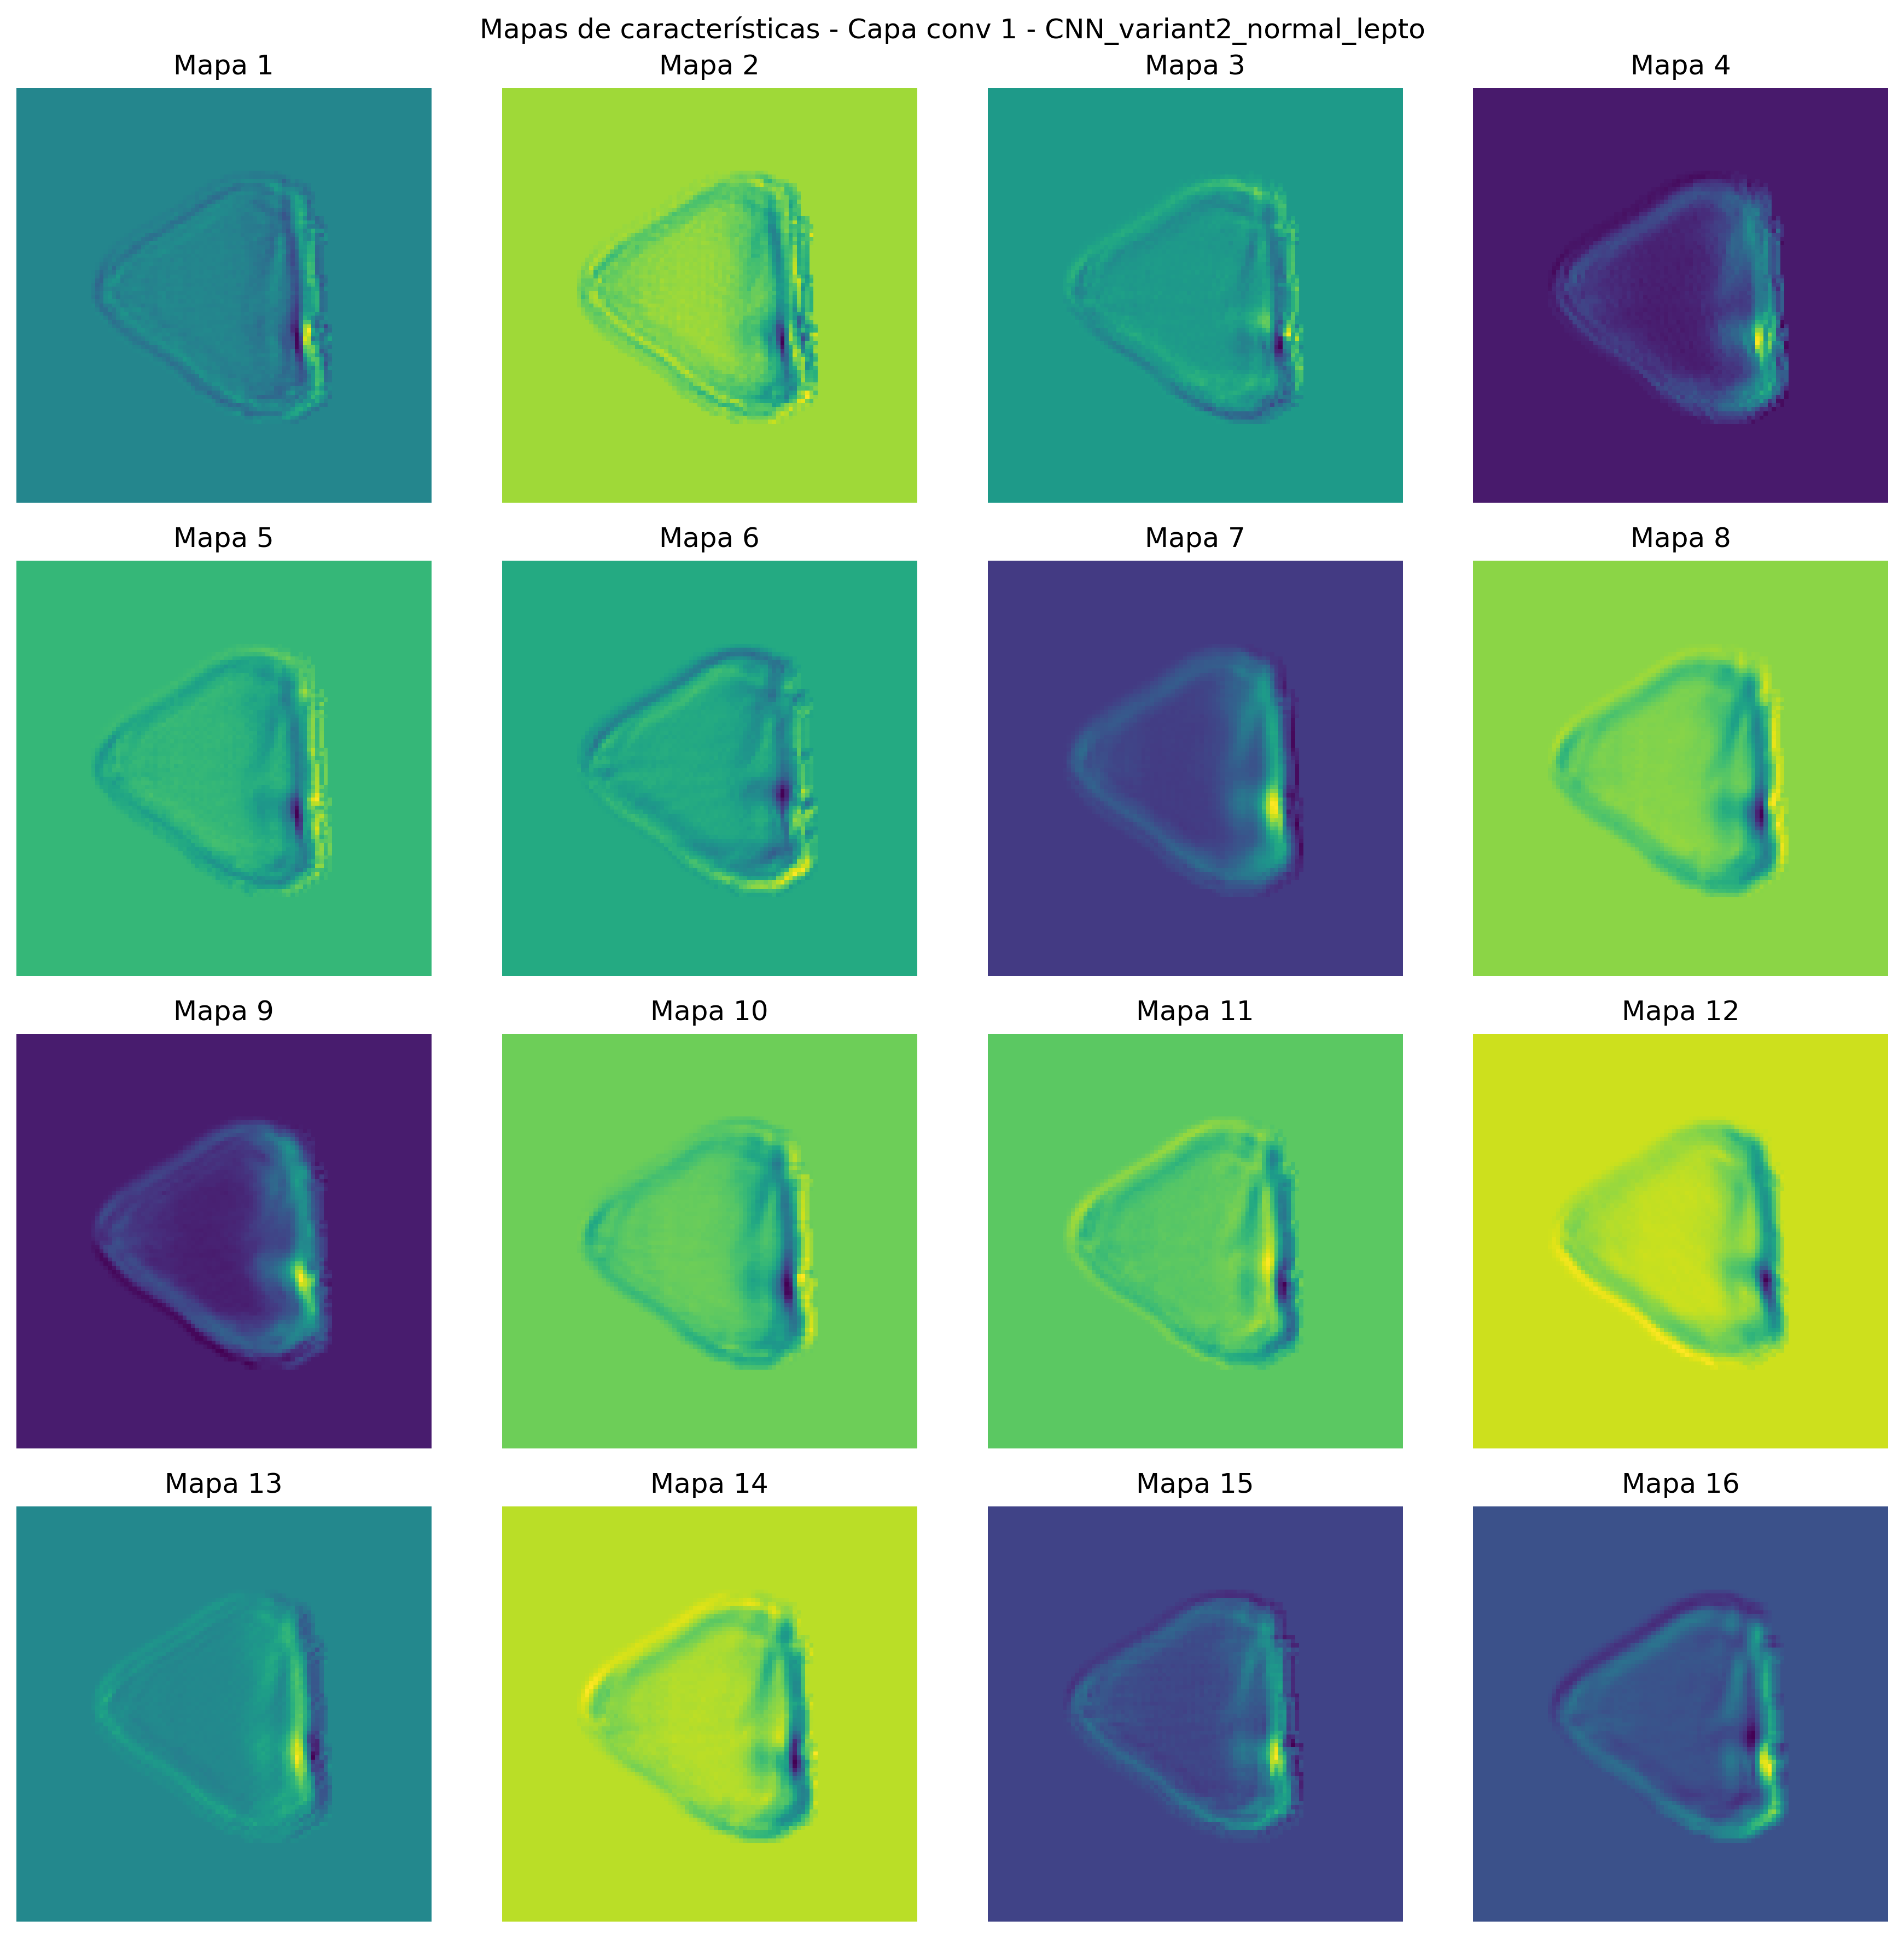 Mapas de características - Capa conv 1 - CNN_variant2_normal_lepto
Mapa 1
Mapa 2
Mapa 3
Mapa 4
Mapa 5
Mapa 6
Mapa 7
Mapa 8
Mapa 9
Mapa 10
Mapa 11
Mapa 12
Mapa 13
Mapa 14
Mapa 15
Mapa 16